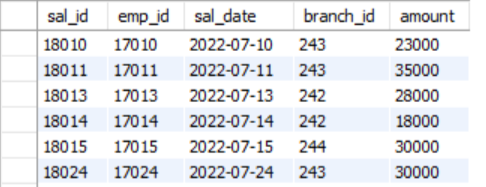 sal_id emp_id sal_date branch_id amount
18010 17010 2022-07-10 243 23000
18011 17011 2022-07-11 243 35000
18013 17013 2022-07-13 242 28000
18014 17014 2022-07-14 242 18000
18015 17015 2022-07-15 244 30000
18024 17024 2022-07-24 243 30000